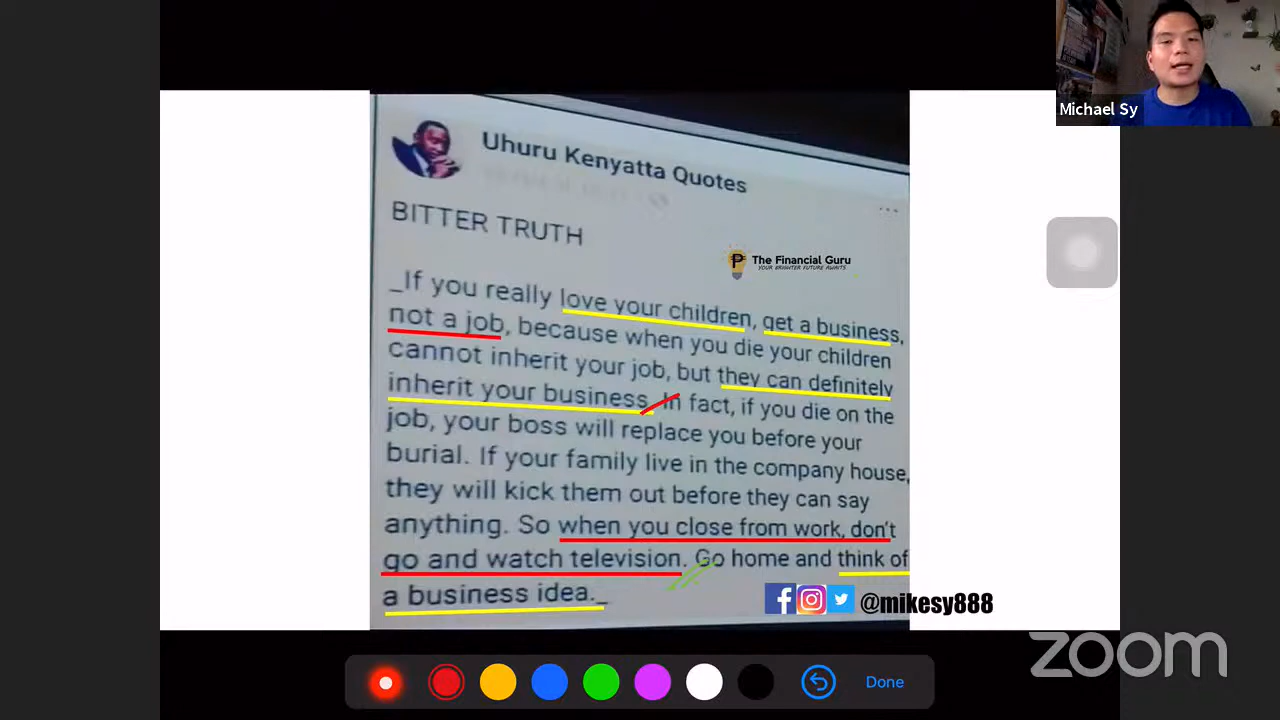 Michael Sy
Uhuru Kenyatta Quotes
BITTER TRUTH
The Financial Guru
YOUR BRIGHTER FUTURE AWAITS
_If you really love your children, get a business,
not a job, because when you die your children
cannot inherit your job, but they can definitely
inherit your business. In fact, if you die on the
job, your boss will replace you before your
burial. If your family live in the company house,
they will kick them out before they can say
anything. So when you close from work, don't
go and watch television. Go home and think of
a business idea._
@mikesy888
zoom
Done